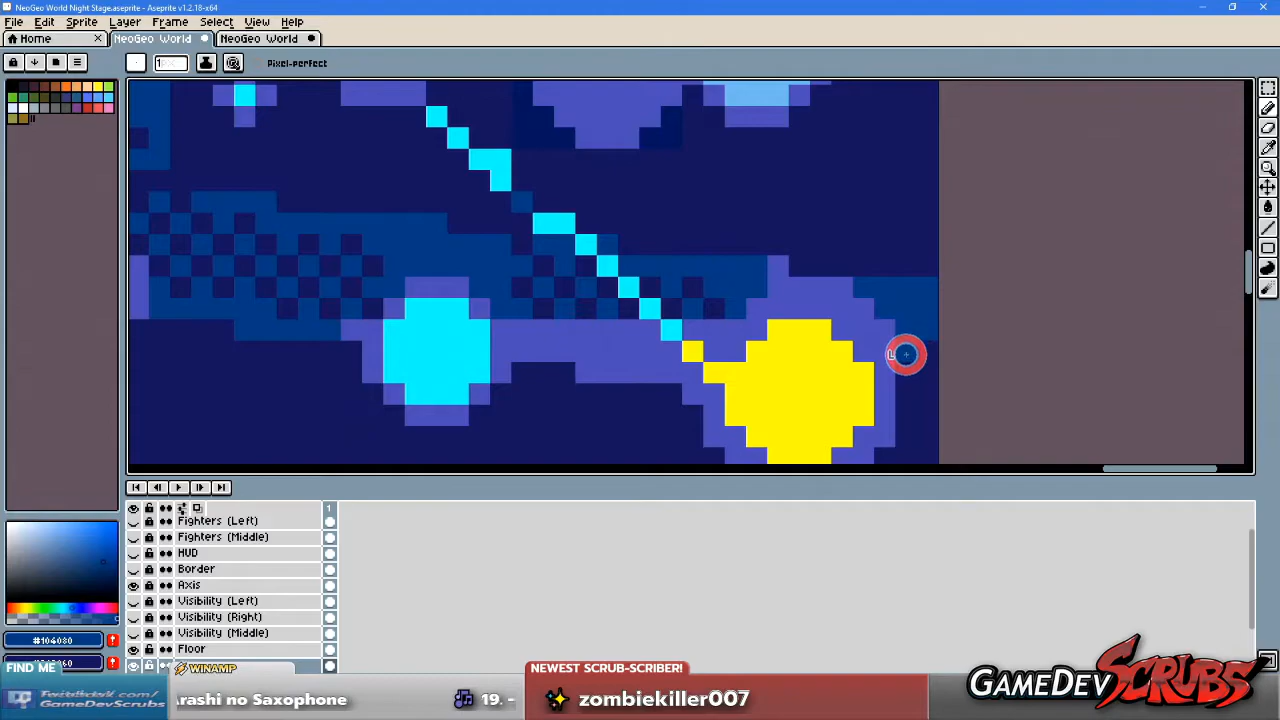 NeoGeo World Night Stage.aseprite - Aseprite v1.2.18-x64
File Edit Sprite Layer Frame Select View Help
Home NeoGeo World NeoGeo World
Pixel-perfect
1
Fighters (Left)
Fighters (Middle)
HUD
Border
Axis
Visibility (Left)
Visibility (Right)
Visibility (Middle)
Floor
#104080
FIND ME
GameDevScrubs
WINAMP
Arashi no Saxophone 19. -
NEWEST SCRUB-SCRIBER!
zombiekiller007
GAMEDEV SCRUBS